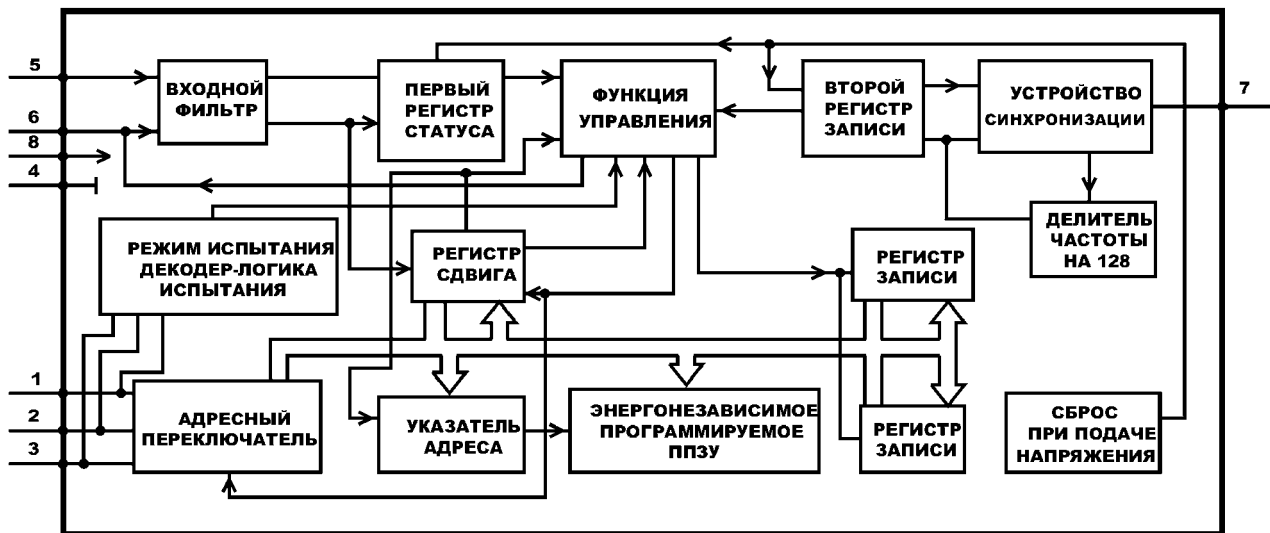 5
6
8
4
1
2
3
7
ВХОДНОЙ
ФИЛЬТР
ПЕРВЫЙ
РЕГИСТР
СТАТУСА
ФУНКЦИЯ
УПРАВЛЕНИЯ
ВТОРОЙ
РЕГИСТР
ЗАПИСИ
УСТРОЙСТВО
СИНХРОНИЗАЦИИ
РЕЖИМ ИСПЫТАНИЯ
ДЕКОДЕР-ЛОГИКА
ИСПЫТАНИЯ
РЕГИСТР
СДВИГА
РЕГИСТР
ЗАПИСИ
ДЕЛИТЕЛЬ
ЧАСТОТЫ
НА 128
АДРЕСНЫЙ
ПЕРЕКЛЮЧАТЕЛЬ
УКАЗАТЕЛЬ
АДРЕСА
ЭНЕРГОНЕЗАВИСИМОЕ
ПРОГРАММИРУЕМОЕ
ППЗУ
РЕГИСТР
ЗАПИСИ
СБРОС
ПРИ ПОДАЧЕ
НАПРЯЖЕНИЯ